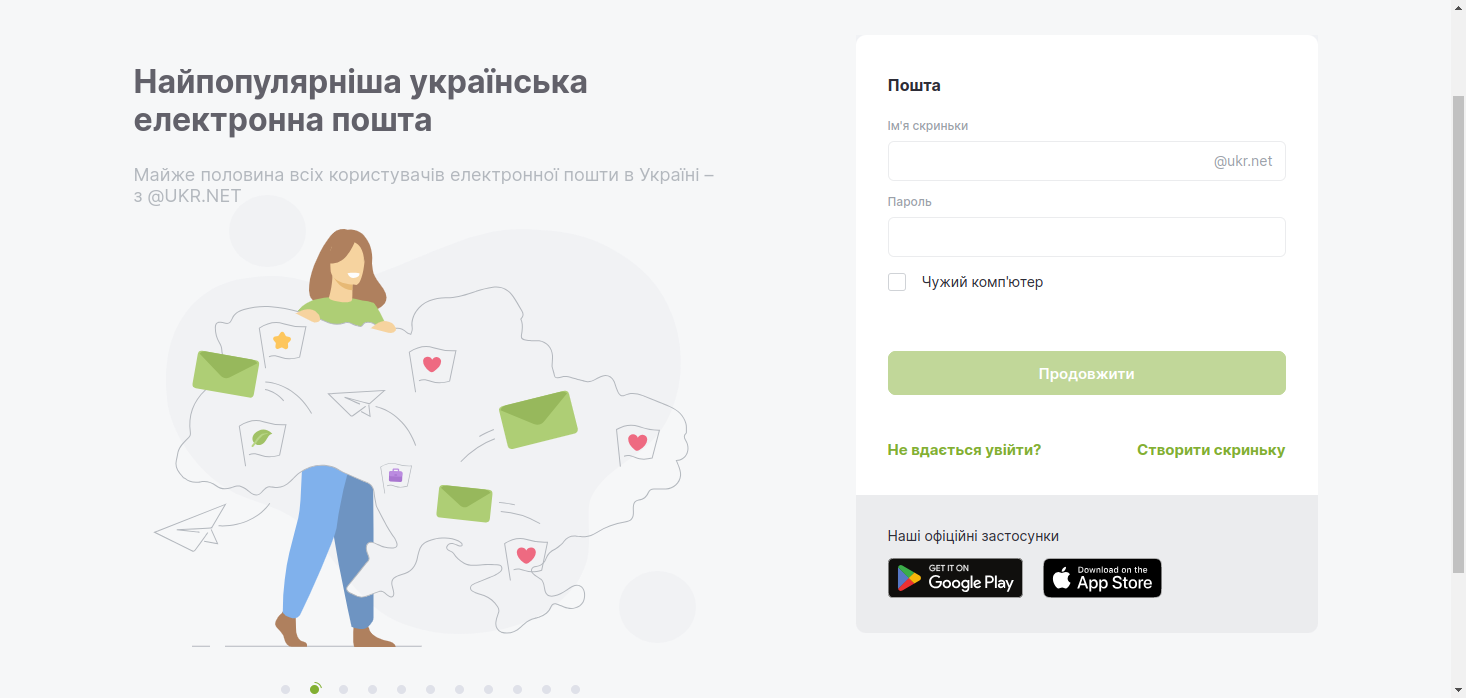 Найпопулярніша українська
електронна пошта
Майже половина всіх користувачів електронної пошти в Україні –
з @UKR.NET
Пошта
Ім'я скриньки
@ukr.net
Пароль
Чужий комп'ютер
Продовжити
Не вдається увійти?
Створити скриньку
Наші офіційні застосунки
GET IT ON
Google Play
Download on the
App Store